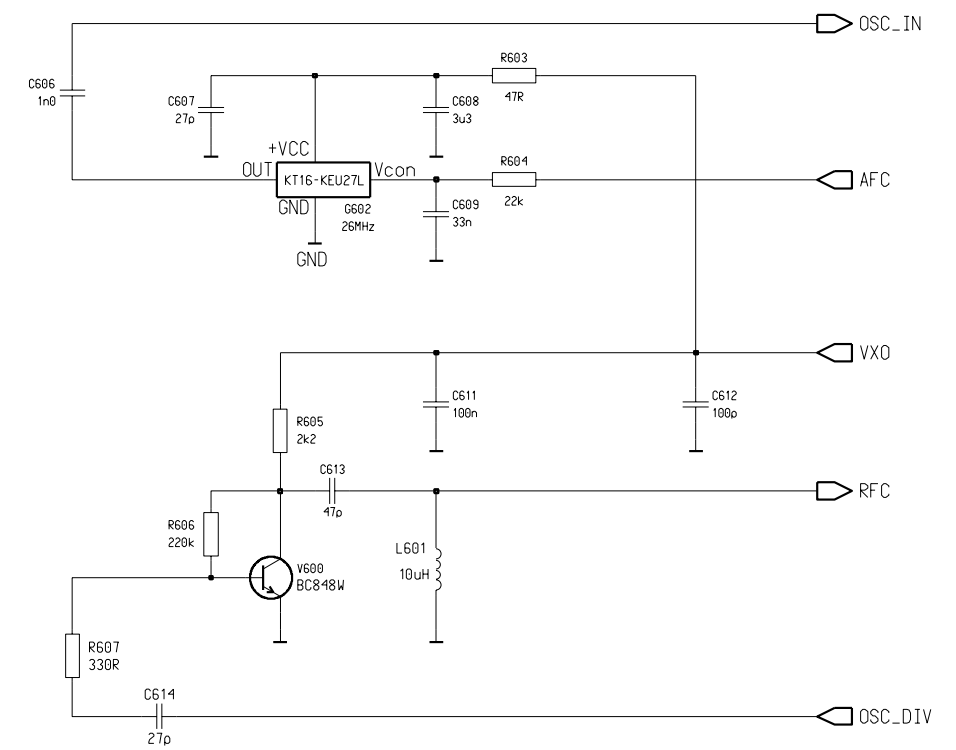 OSC_IN
R603
C606
1n0
C607
27p
C608
3u3
47R
+VCC
OUT
Vcon
R604
KT16-KEU27L
AFC
GND
G602
26MHz
C609
33n
22k
GND
VXO
C611
100n
C612
100p
R605
2k2
C613
47p
RFC
R606
220k
L601
10uH
V600
BC848W
R607
330R
C614
27p
OSC_DIV